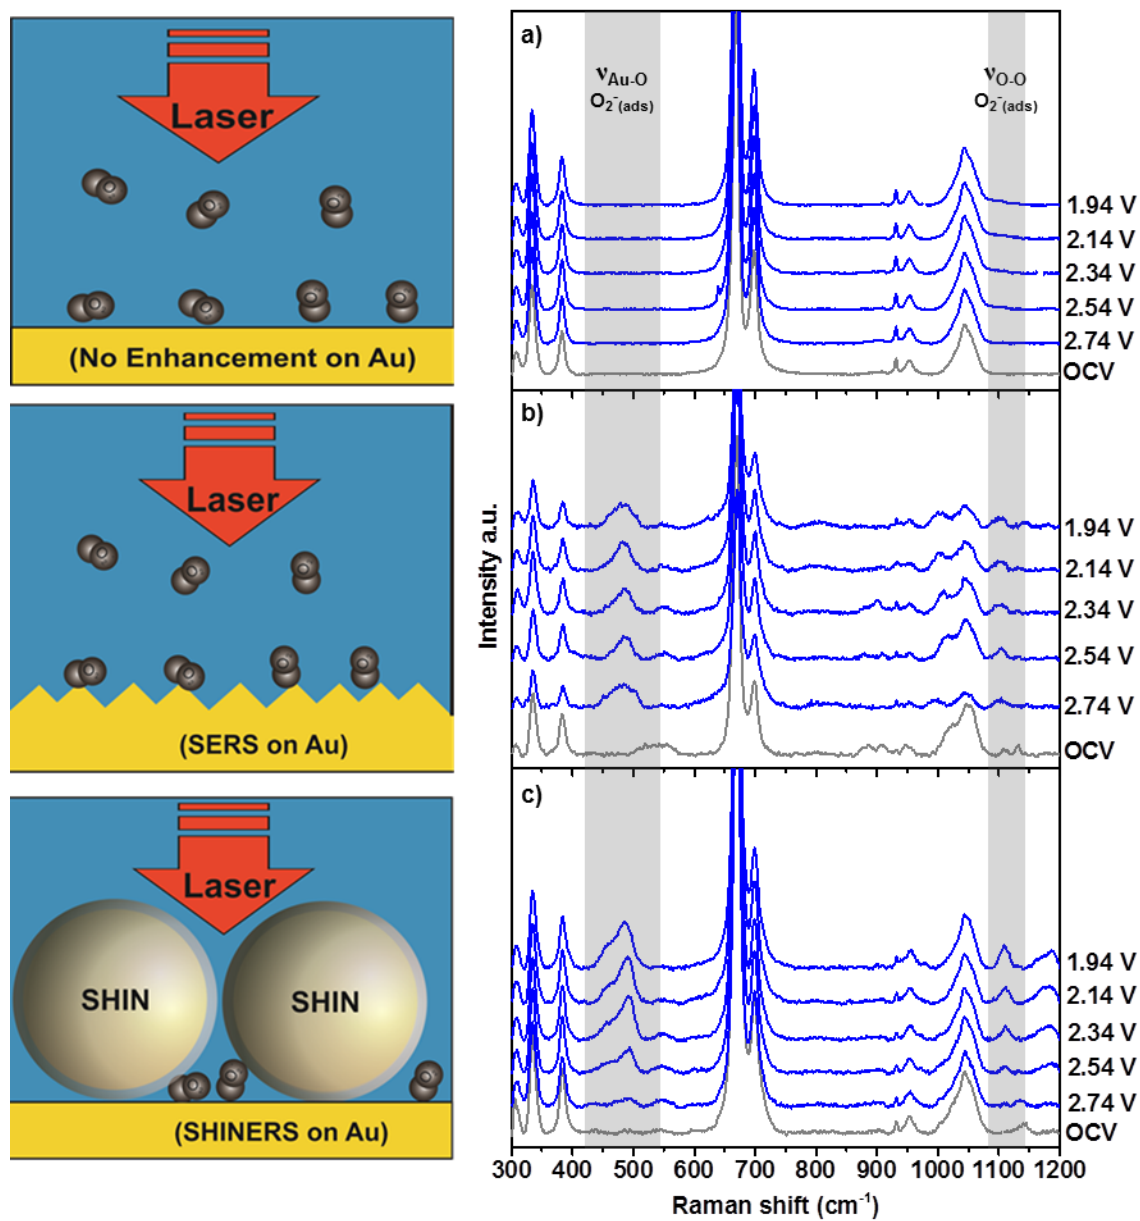 Laser
(No Enhancement on Au)
Laser
(SERS on Au)
Laser
SHIN SHIN
(SHINERS on Au)
a)
νAu-O
O2-(ads)
νO-O
O2-(ads)
1.94 V
2.14 V
2.34 V
2.54 V
2.74 V
OCV
b)
1.94 V
2.14 V
2.34 V
2.54 V
2.74 V
OCV
c)
1.94 V
2.14 V
2.34 V
2.54 V
2.74 V
OCV
Intensity a.u.
300 400 500 600 700 800 900 1000 1100 1200
Raman shift (cm-1)